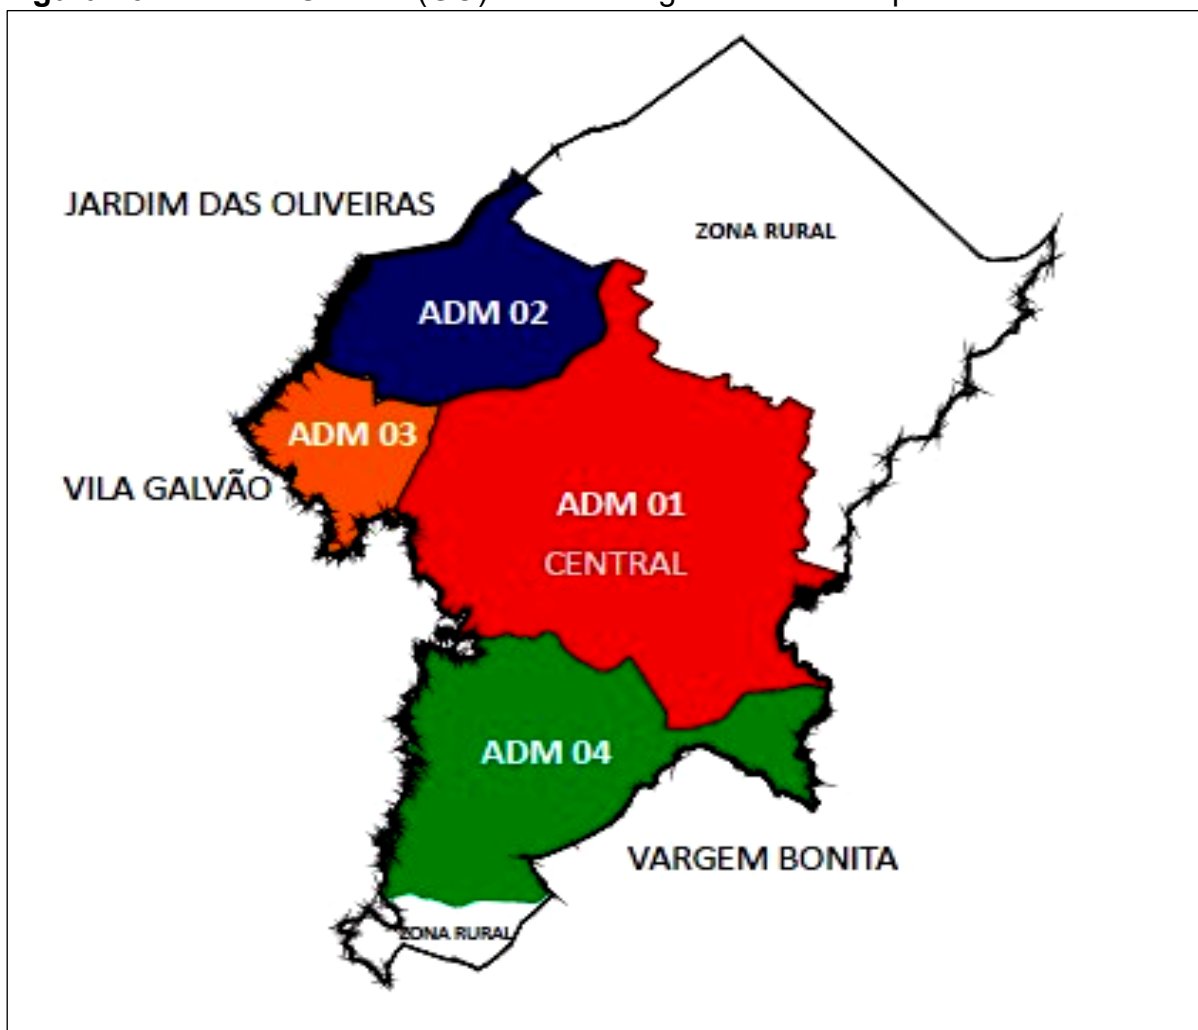 JARDIM DAS OLIVEIRAS
ZONA RURAL
ADM 02
ADM 03
VILA GALVÃO
ADM 01
CENTRAL
ADM 04
VARGEM BONITA
ZONA RURAL